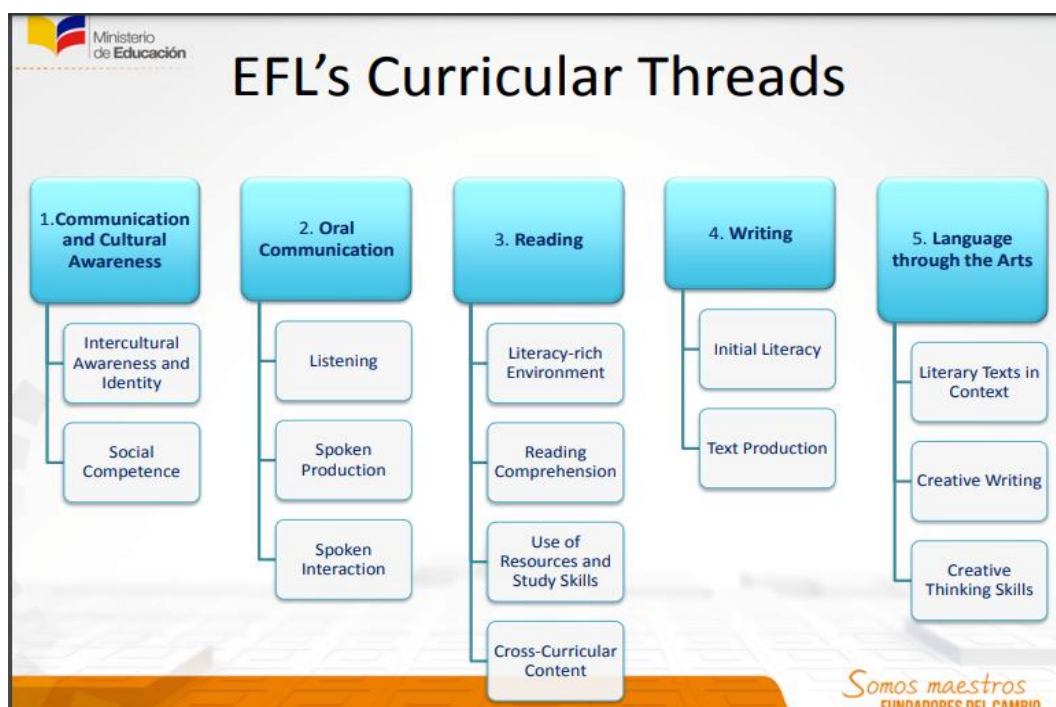 Ministerio
de Educación
EFL's Curricular Threads
1.Communication
and Cultural
Awareness
Intercultural
Awareness and
Identity
Social
Competence
2. Oral
Communication
Listening
Spoken
Production
Spoken
Interaction
3. Reading
Literacy-rich
Environment
Reading
Comprehension
Use of
Resources and
Study Skills
Cross-Curricular
Content
4. Writing
Initial Literacy
Text Production
5. Language
through the Arts
Literary Texts in
Context
Creative Writing
Creative
Thinking Skills
Somos maestros
FUNDADORES DEL CAMBIO